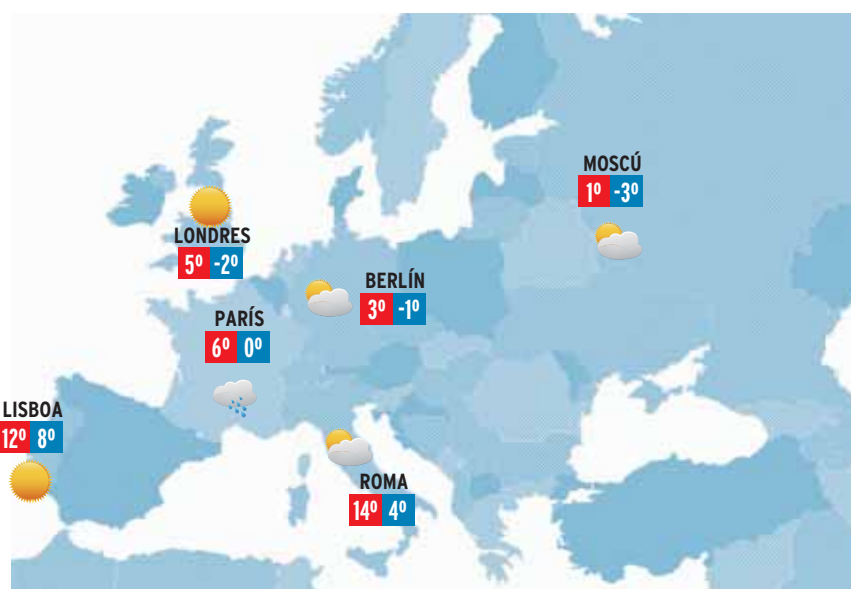 MOSCÚ
1º -3º
LONDRES
5º -2º
BERLÍN
3º -1º
PARÍS
6º 0º
LISBOA
12º 8º
ROMA
14º 4º